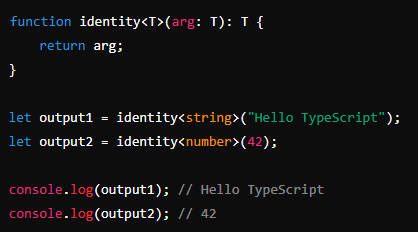 function identity<T>(arg: T): T {
    return arg;
}

let output1 = identity<string>("Hello TypeScript");
let output2 = identity<number>(42);

console.log(output1); // Hello TypeScript
console.log(output2); // 42